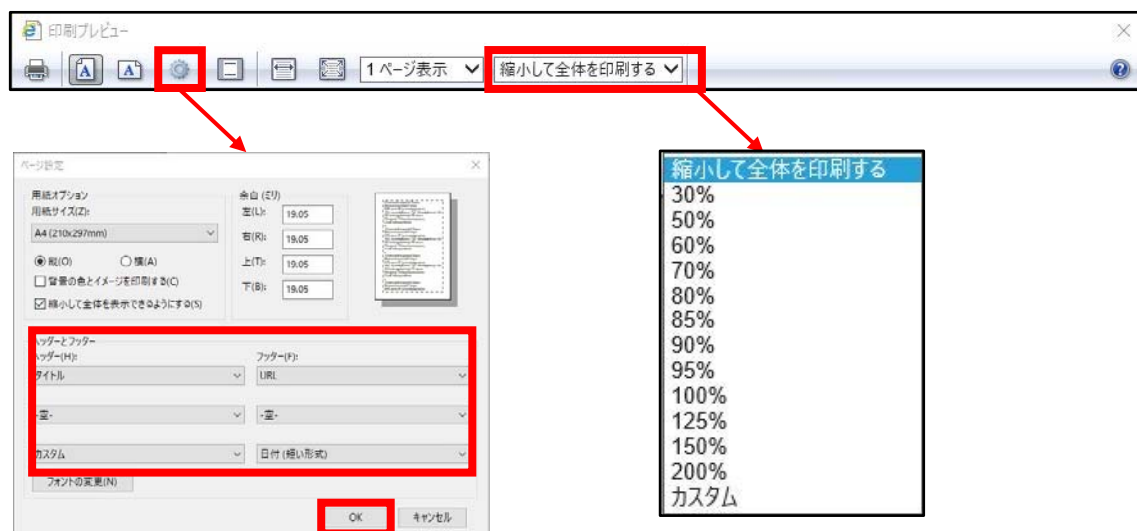 印刷プレビュー
1 ページ表示
縮小して全体を印刷する
ページ設定
用紙オプション
用紙サイズ(Z):
A4 (210x297mm)
縦(O) 横(A)
背景の色とイメージを印刷する(C)
縮小して全体を表示できるようにする(S)
余白 (ミリ)
左(L): 19.05
右(R): 19.05
上(T): 19.05
下(B): 19.05
ヘッダーとフッター
ヘッダー(H): フッター(F):
タイトル URL
-空- -空-
カスタム 日付 (短い形式)
フォントの変更(N)
OK キャンセル
縮小して全体を印刷する
30%
50%
60%
70%
80%
85%
90%
95%
100%
125%
150%
200%
カスタム